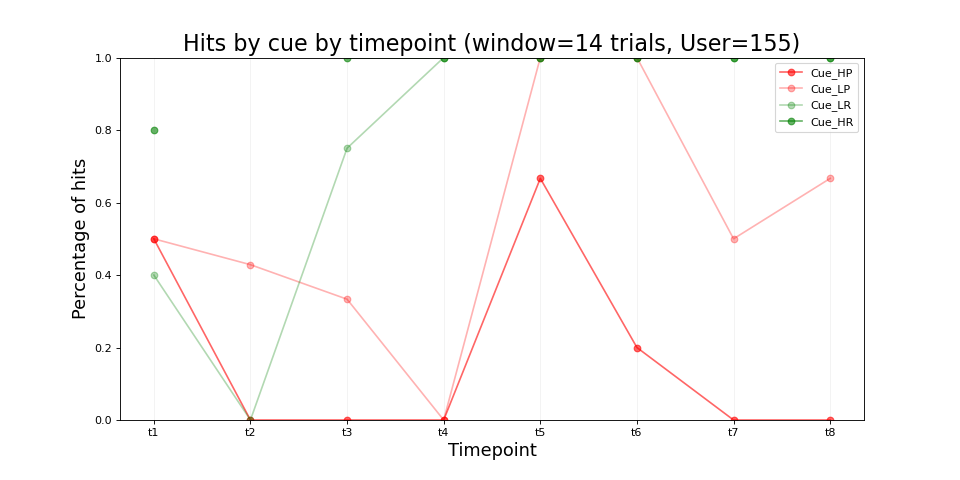 Hits by cue by timepoint (window=14 trials, User=155)
Cue_HP
Cue_LP
Cue_LR
Cue_HR
Percentage of hits
1.0
0.8
0.6
0.4
0.2
0.0
t1 t2 t3 t4 t5 t6 t7 t8
Timepoint